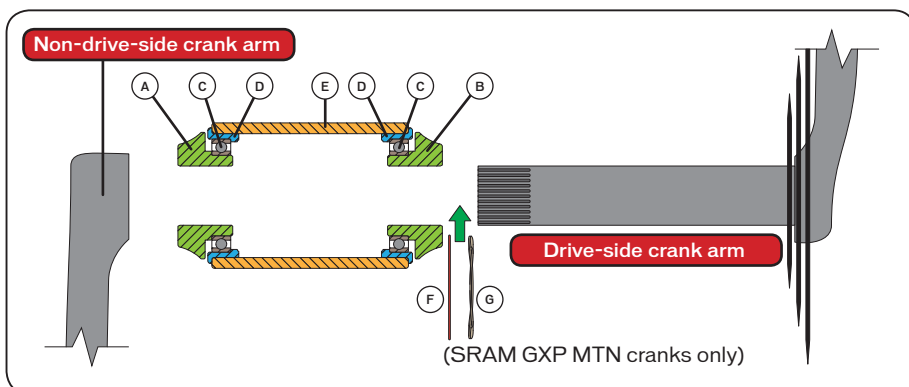 Non-drive-side crank arm
A
C
D
E
D
C
B
Drive-side crank arm
F
G
(SRAM GXP MTN cranks only)